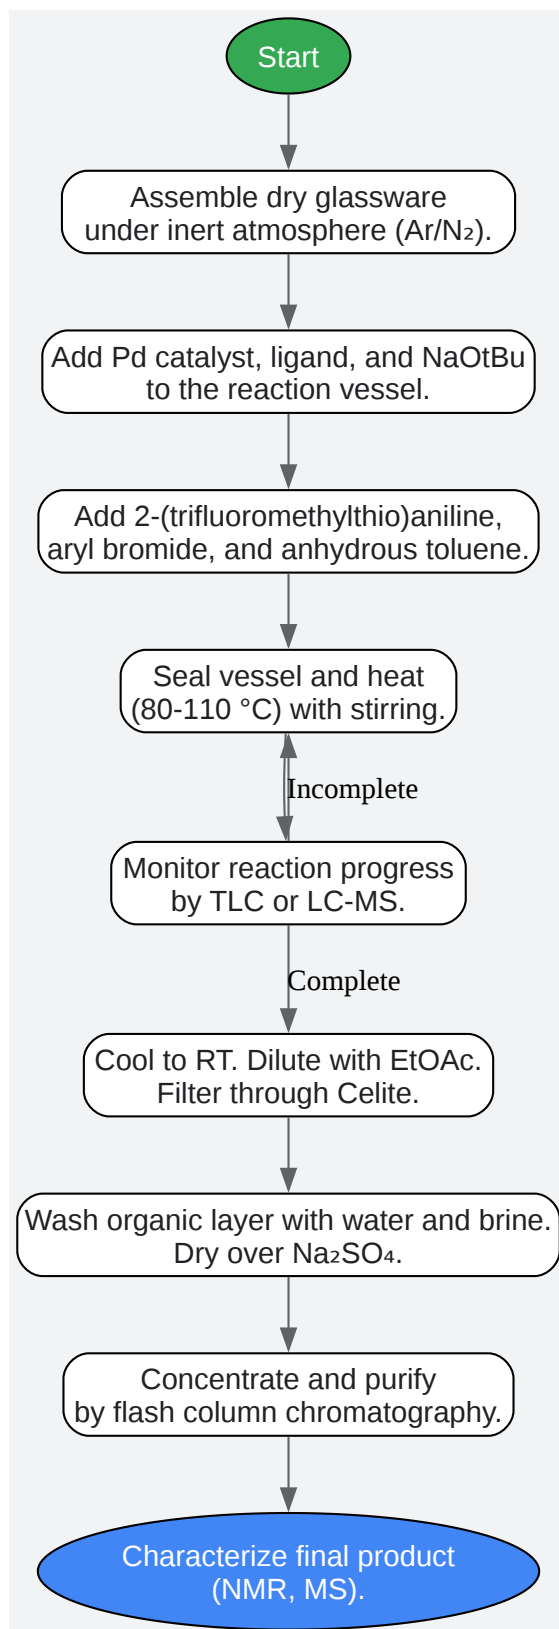 Start
Assemble dry glassware
under inert atmosphere (Ar/N₂).
Add Pd catalyst, ligand, and NaOtBu
to the reaction vessel.
Add 2-(trifluoromethylthio)aniline,
aryl bromide, and anhydrous toluene.
Seal vessel and heat
(80-110 °C) with stirring.
Incomplete
Monitor reaction progress
by TLC or LC-MS.
Complete
Cool to RT. Dilute with EtOAc.
Filter through Celite.
Wash organic layer with water and brine.
Dry over Na₂SO₄.
Concentrate and purify
by flash column chromatography.
Characterize final product
(NMR, MS).